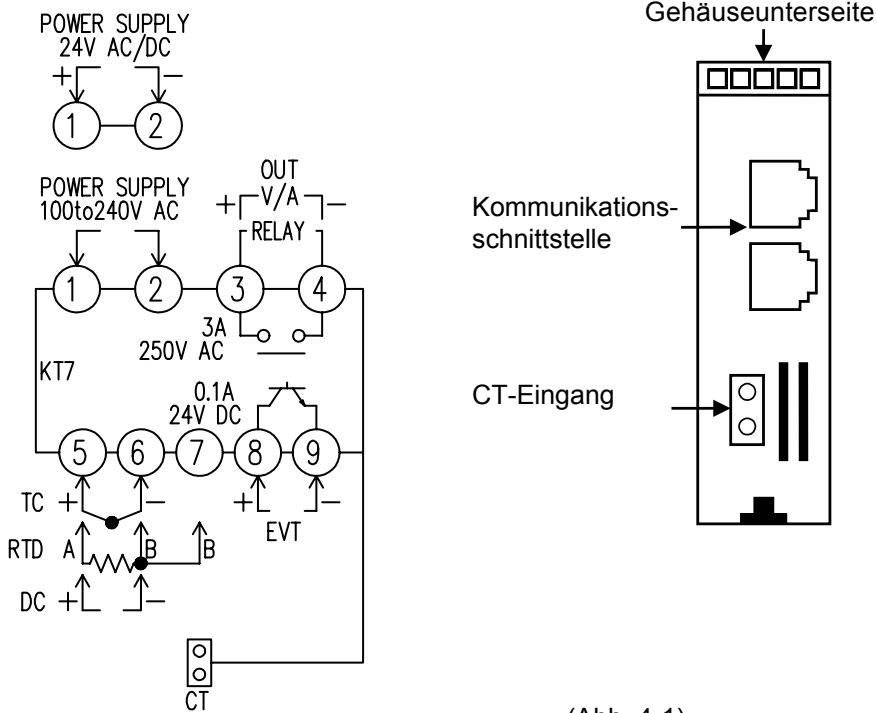 POWER SUPPLY
24V AC/DC
+ −
1 2
POWER SUPPLY
100to240V AC
OUT
+ V/A −
RELAY
1 2 3 4
3A
250V AC
KT7
0.1A
24V DC
5 6 7 8 9
TC + −
+ −
EVT
RTD A B B
DC + −
CT
Gehäuseunterseite
Kommunikations-
schnittstelle
CT-Eingang